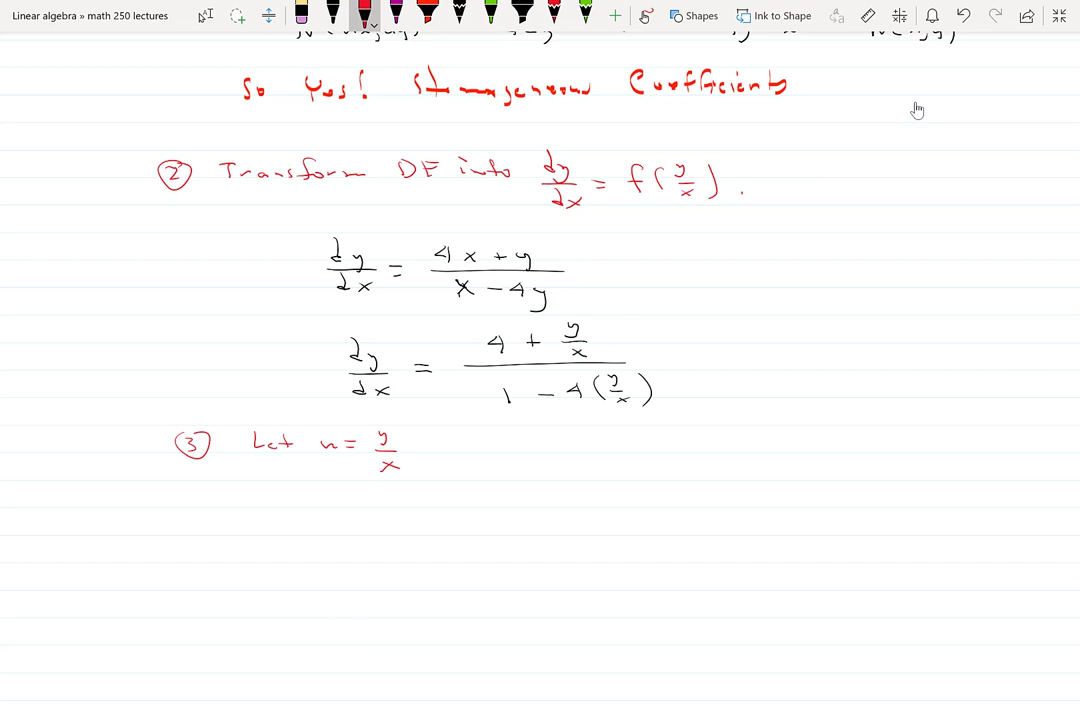 Linear algebra » math 250 lectures
Shapes
Ink to Shape
So Yes! Homogeneous Coefficients
② Transform DE into dy/dx = f(y/x).
dy/dx = (4x + y)/(x - 4y)
dy/dx = (4 + y/x)/(1 - 4(y/x))
③ Let u = y/x